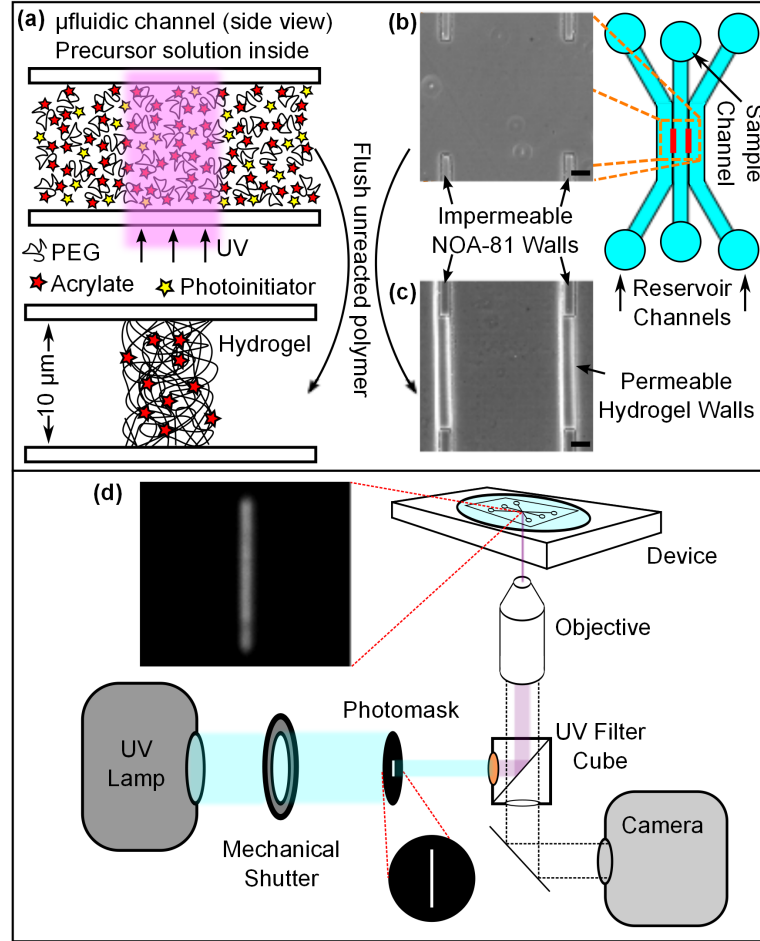 (a) µfluidic channel (side view)
Precursor solution inside
UV
PEG
Acrylate
Photoinitiator
Flush unreacted polymer
Hydrogel
10 µm
(b)
Sample
Channel
Impermeable
NOA-81 Walls
Reservoir
Channels
(c)
Permeable
Hydrogel Walls
(d)
Device
Objective
Photomask
UV Filter
Cube
UV
Lamp
Mechanical
Shutter
Camera